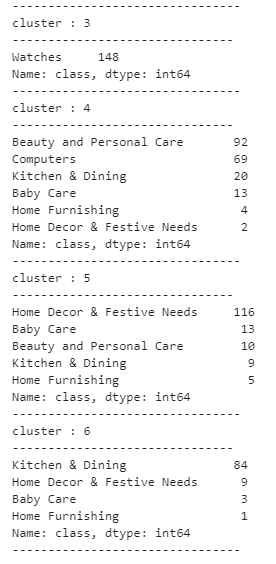 --------------------------------
cluster : 3
-------------------------------
Watches     148
Name: class, dtype: int64
--------------------------------
cluster : 4
-------------------------------
Beauty and Personal Care       92
Computers                      69
Kitchen & Dining               20
Baby Care                      13
Home Furnishing                 4
Home Decor & Festive Needs      2
Name: class, dtype: int64
--------------------------------
cluster : 5
-------------------------------
Home Decor & Festive Needs     116
Baby Care                       13
Beauty and Personal Care        10
Kitchen & Dining                 9
Home Furnishing                  5
Name: class, dtype: int64
--------------------------------
cluster : 6
-------------------------------
Kitchen & Dining               84
Home Decor & Festive Needs      9
Baby Care                       3
Home Furnishing                 1
Name: class, dtype: int64
--------------------------------